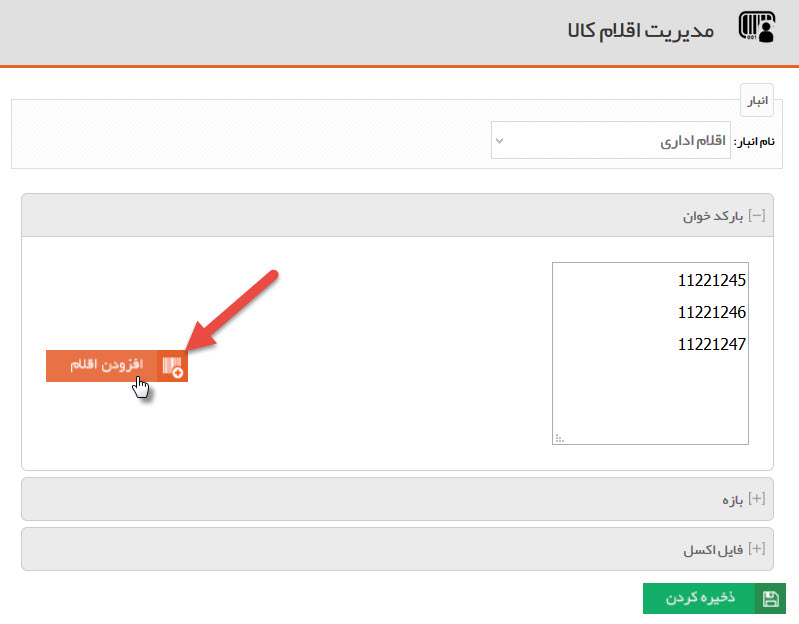 مدیریت اقلام کالا
انبار
نام انبار: اقلام اداری
[−] بارکد خوان
11221245
11221246
11221247
افزودن اقلام
[+] بازه
[+] فایل اکسل
ذخیره کردن